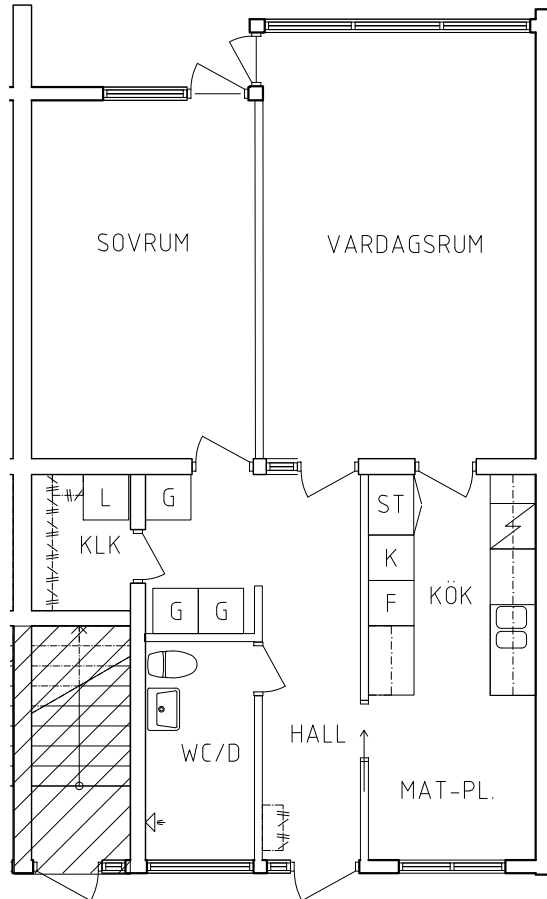 SOVRUM
VARDAGSRUM
L
G
ST
KLK
K
KÖK
F
G
G
HALL
WC/D
MAT-PL.